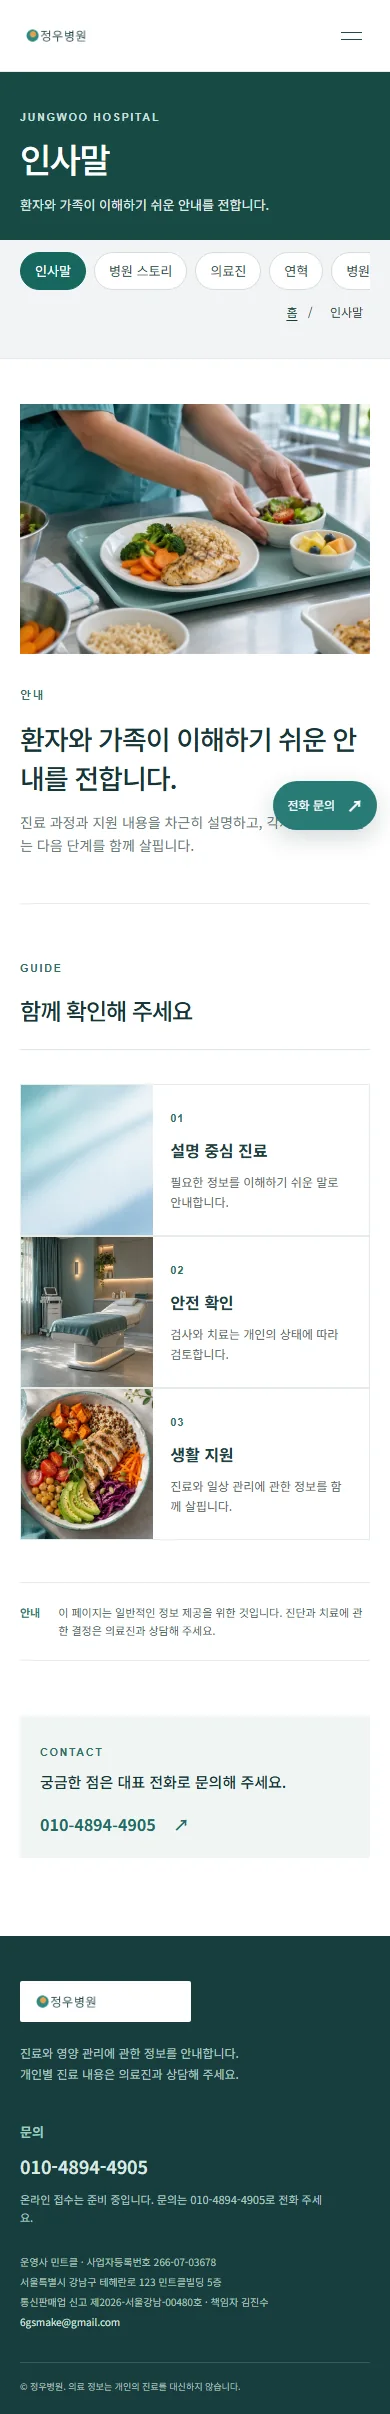 정우병원
JUNGWOO HOSPITAL
인사말
환자와 가족이 이해하기 쉬운 안내를 전합니다.
인사말 병원 스토리 의료진 연혁 병원
홈 / 인사말
안내
환자와 가족이 이해하기 쉬운 안
내를 전합니다.
전화 문의 ↗
진료 과정과 지원 내용을 차근히 설명하고,
는 다음 단계를 함께 살핍니다.
GUIDE
함께 확인해 주세요
01
설명 중심 진료
필요한 정보를 이해하기 쉬운 말로
안내합니다.
02
안전 확인
검사와 치료는 개인의 상태에 따라
검토합니다.
03
생활 지원
진료와 일상 관리에 관한 정보를 함
께 살핍니다.
안내 이 페이지는 일반적인 정보 제공을 위한 것입니다. 진단과 치료에 관
한 결정은 의료진과 상담해 주세요.
CONTACT
궁금한 점은 대표 전화로 문의해 주세요.
010-4894-4905 ↗
정우병원
진료와 영양 관리에 관한 정보를 안내합니다.
개인별 진료 내용은 의료진과 상담해 주세요.
문의
010-4894-4905
온라인 접수는 준비 중입니다. 문의는 010-4894-4905로 전화 주세
요.
운영사 민트클 · 사업자등록번호 266-07-03678
서울특별시 강남구 테헤란로 123 민트클빌딩 5층
통신판매업 신고 제2026-서울강남-00480호 · 책임자 김진수
6gsmake@gmail.com
© 정우병원. 의료 정보는 개인의 진료를 대신하지 않습니다.